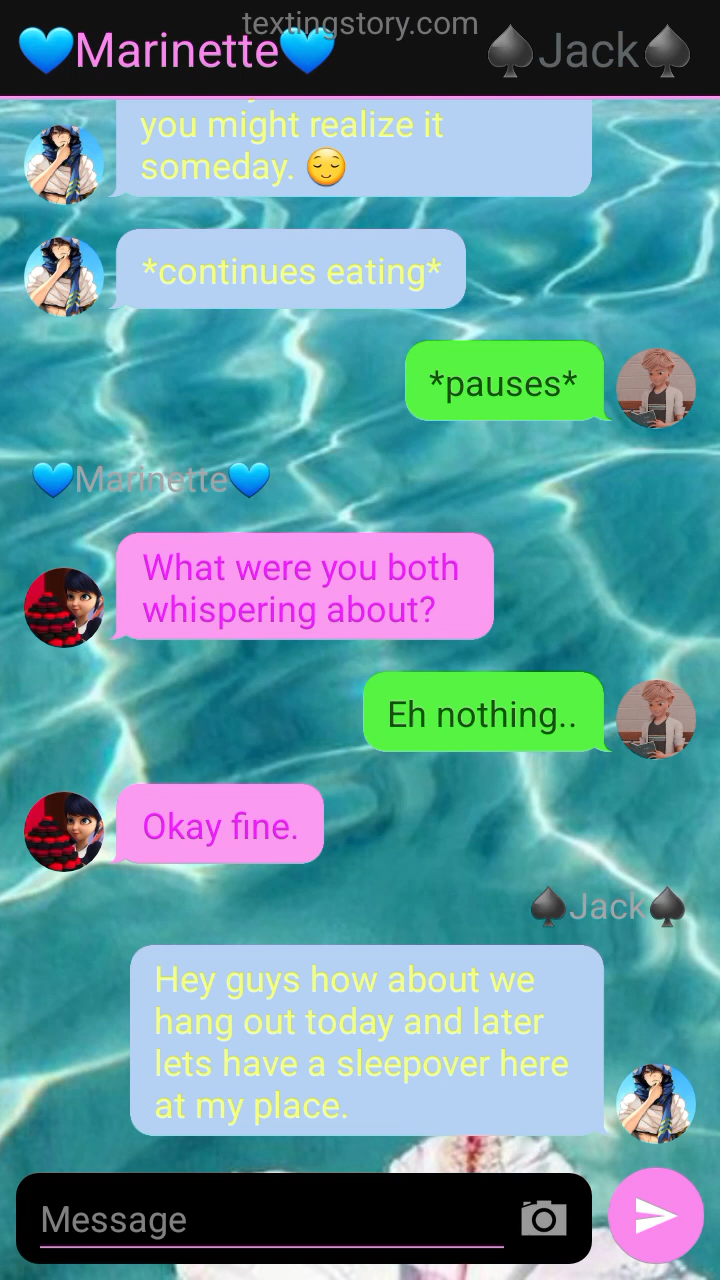 textingstory.com
💙Marinette💙 ♠Jack♠
you might realize it
someday. 😌
*continues eating*
*pauses*
💙Marinette💙
What were you both
whispering about?
Eh nothing..
Okay fine.
♠Jack♠
Hey guys how about we
hang out today and later
lets have a sleepover here
at my place.
Message